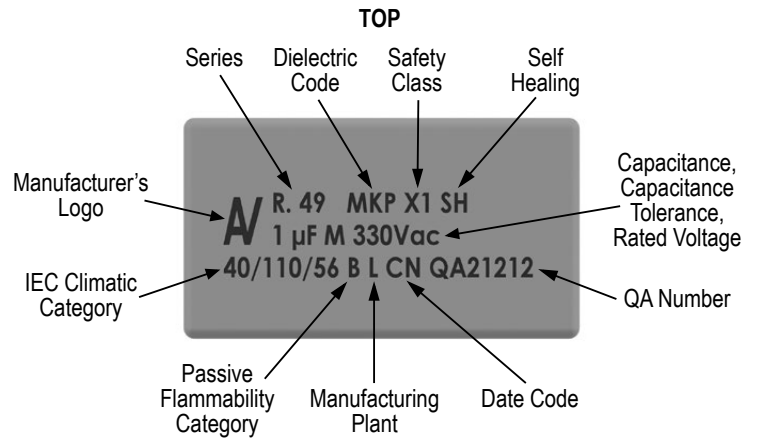 TOP
Series
Dielectric
Code
Safety
Class
Self
Healing
Manufacturer's
Logo
R. 49 MKP X1 SH
1 µF M 330Vac
40/110/56 B L CN QA21212
Capacitance,
Capacitance
Tolerance,
Rated Voltage
IEC Climatic
Category
QA Number
Passive
Flammability
Category
Manufacturing
Plant
Date Code